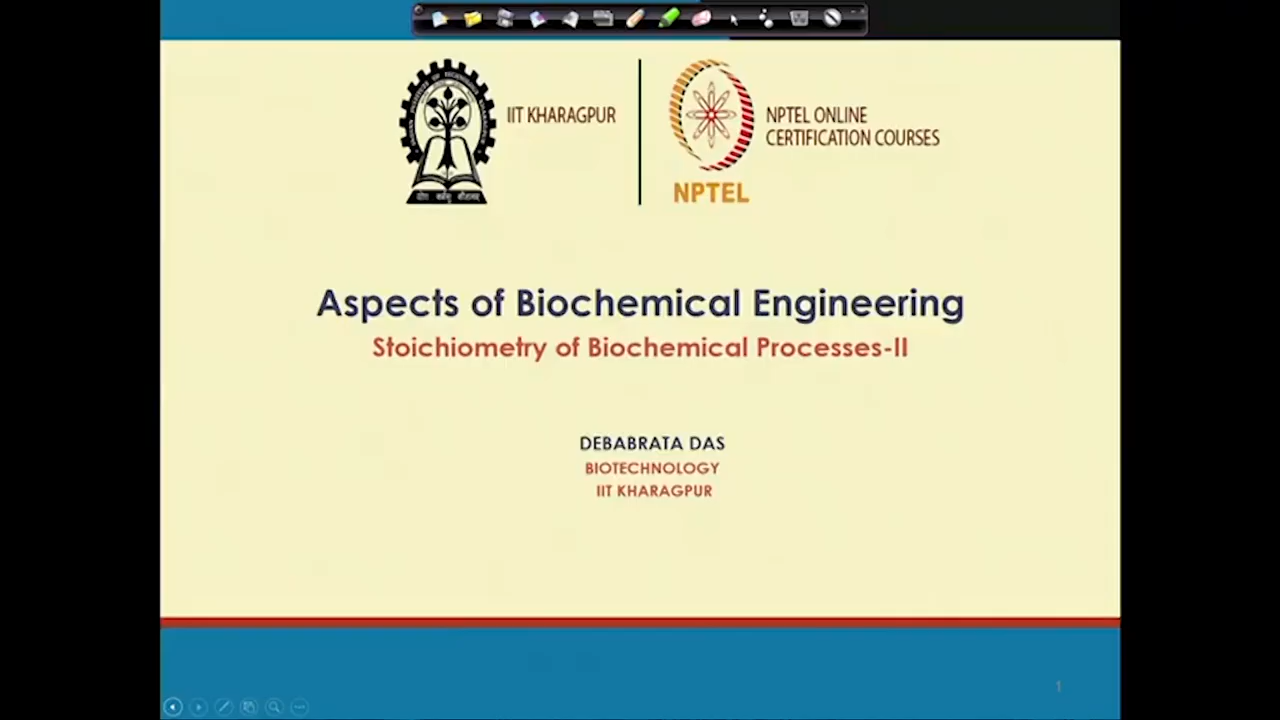 IIT KHARAGPUR
NPTEL ONLINE
CERTIFICATION COURSES
NPTEL
Aspects of Biochemical Engineering
Stoichiometry of Biochemical Processes-II
DEBABRATA DAS
BIOTECHNOLOGY
IIT KHARAGPUR
1